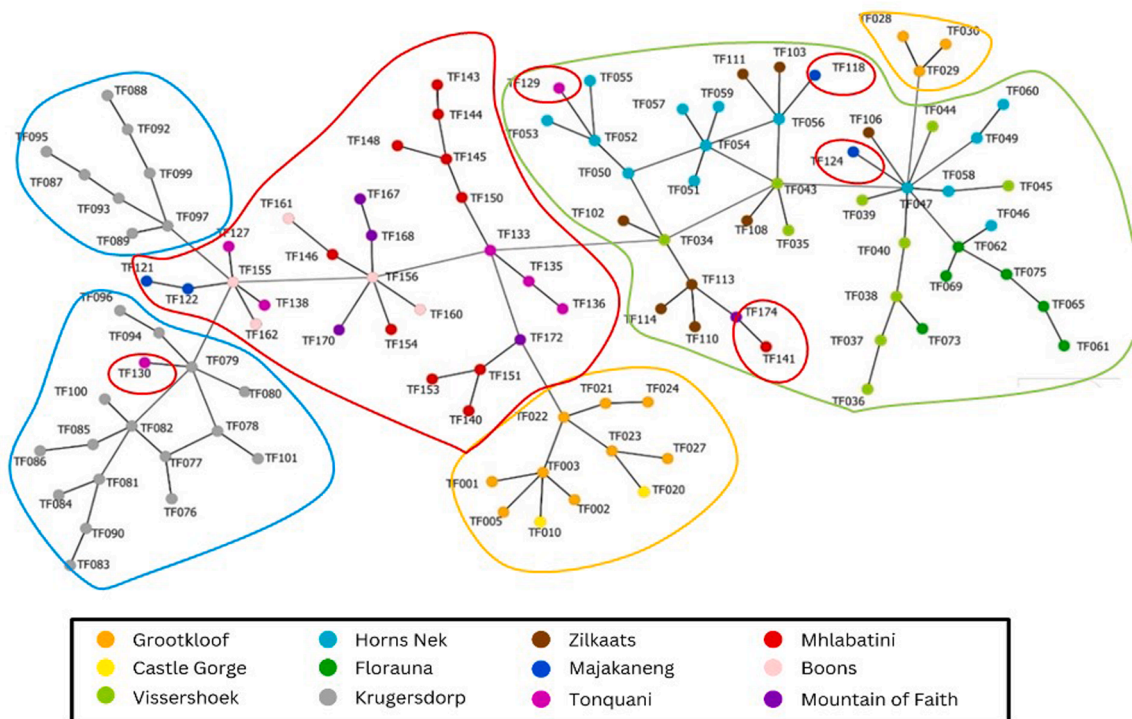 TF028 TF030
TF103
TF111 TF118 TF029
TF143 TF129 TF055
TF088 TF060
TF144 TF057 TF059 TF044
TF095 TF092 TF148 TF053 TF052 TF056 TF106 TF049
TF145 TF054 TF124
TF087 TF099 TF167 TF050 TF051 TF058 TF045
TF093 TF150 TF043 TF047
TF161 TF039
TF097 TF168 TF102 TF046
TF089 TF127 TF133 TF108 TF035 TF062
TF146 TF034 TF040
TF121 TF155 TF156 TF135 TF113 TF069 TF075
TF122 TF138 TF136 TF038
TF096 TF160 TF174 TF065
TF094 TF162 TF170 TF154 TF172 TF114 TF110 TF037 TF073 TF061
TF079 TF141
TF130 TF151
TF100 TF080 TF153 TF021 TF024 TF036
TF140 TF022
TF085 TF082 TF078 TF023
TF086 TF077 TF101 TF027
TF081 TF003
TF084 TF001 TF020
TF076 TF005 TF002
TF090 TF010
TF083
Grootkloof Horns Nek Zilkaats Mhlabatini
Castle Gorge Florauna Majakaneng Boons
Vissershoek Krugersdorp Tonquani Mountain of Faith